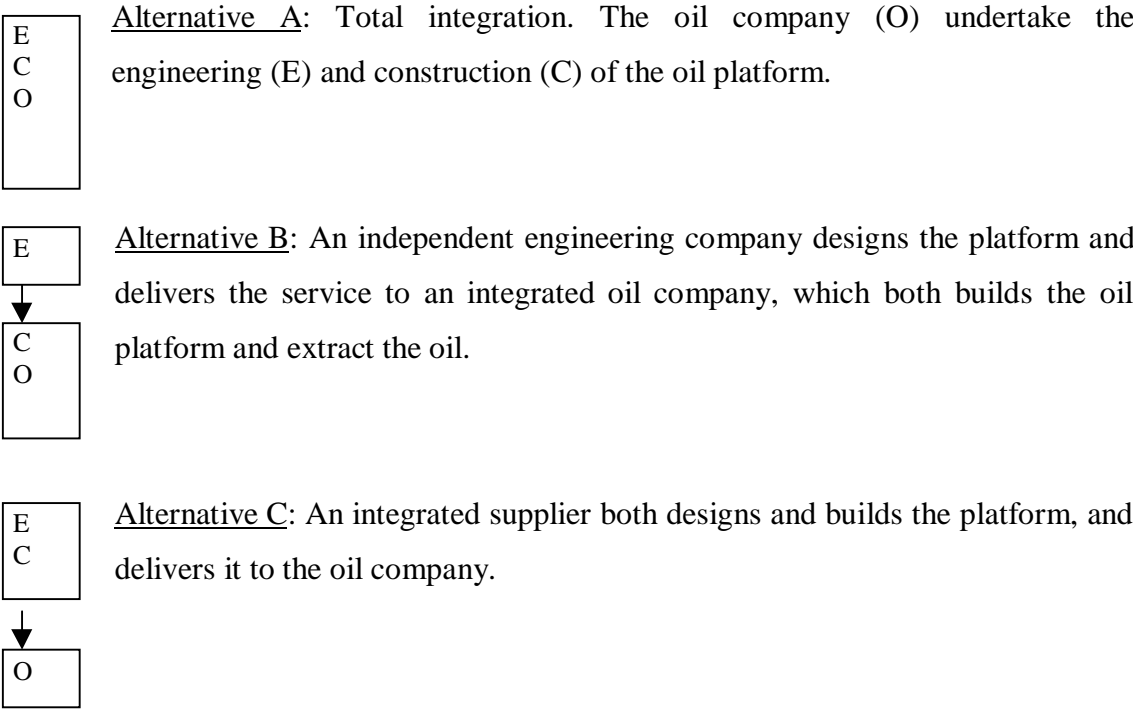 E
C
O
Alternative A: Total integration. The oil company (O) undertake the
engineering (E) and construction (C) of the oil platform.
E
Alternative B: An independent engineering company designs the platform and
delivers the service to an integrated oil company, which both builds the oil
platform and extract the oil.
C
O
E
C
Alternative C: An integrated supplier both designs and builds the platform, and
delivers it to the oil company.
O